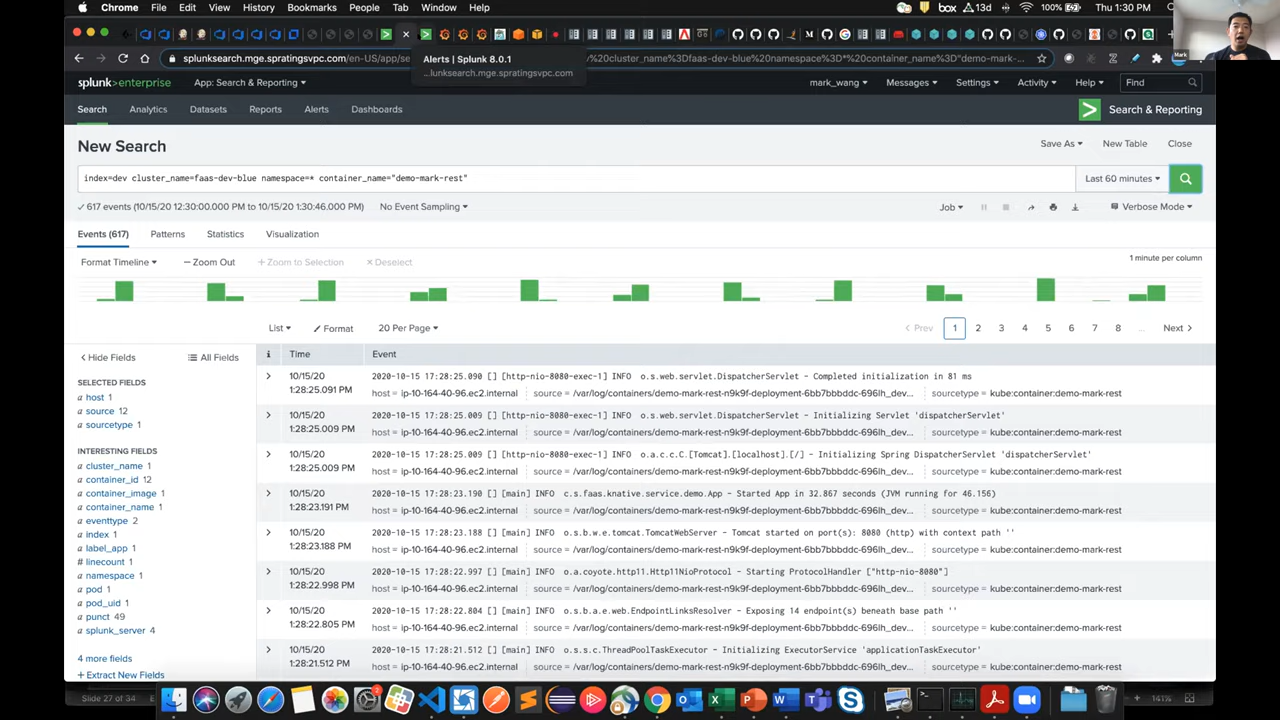 Chrome File Edit View History Bookmarks People Tab Window Help box 13d 100% Thu 1:30 PM
Mark
splunksearch.mge.spratingsvpc.com/en-US/app/se
/%20cluster_name%3Dfaas-dev-blue%20namespace%3D*%20container_name%3D"demo-mark-...
Alerts | Splunk 8.0.1
...lunksearch.mge.spratingsvpc.com
splunk>enterprise App: Search & Reporting mark_wang Messages Settings Activity Help Find
Search Analytics Datasets Reports Alerts Dashboards Search & Reporting
New Search Save As New Table Close
index=dev cluster_name=faas-dev-blue namespace=* container_name="demo-mark-rest" Last 60 minutes
617 events (10/15/20 12:30:00.000 PM to 10/15/20 1:30:46.000 PM) No Event Sampling Job Verbose Mode
Events (617) Patterns Statistics Visualization
Format Timeline − Zoom Out + Zoom to Selection × Deselect 1 minute per column
List Format 20 Per Page < Prev 1 2 3 4 5 6 7 8 ... Next >
< Hide Fields All Fields
i Time Event
SELECTED FIELDS
a host 1
a source 12
a sourcetype 1
INTERESTING FIELDS
a cluster_name 1
a container_id 12
a container_image 1
a container_name 1
a eventtype 2
a index 1
a label_app 1
# linecount 1
a namespace 1
a pod 1
a pod_uid 1
a punct 49
a splunk_server 4
4 more fields
+ Extract New Fields
10/15/20 2020-10-15 17:28:25.090 [] [http-nio-8080-exec-1] INFO o.s.web.servlet.DispatcherServlet - Completed initialization in 81 ms
1:28:25.091 PM host = ip-10-164-40-96.ec2.internal source = /var/log/containers/demo-mark-rest-n9k9f-deployment-6bb7bbbddc-696lh_dev... sourcetype = kube:container:demo-mark-rest
10/15/20 2020-10-15 17:28:25.009 [] [http-nio-8080-exec-1] INFO o.s.web.servlet.DispatcherServlet - Initializing Servlet 'dispatcherServlet'
1:28:25.009 PM host = ip-10-164-40-96.ec2.internal source = /var/log/containers/demo-mark-rest-n9k9f-deployment-6bb7bbbddc-696lh_dev... sourcetype = kube:container:demo-mark-rest
10/15/20 2020-10-15 17:28:25.009 [] [http-nio-8080-exec-1] INFO o.a.c.c.C.[Tomcat].[localhost].[/] - Initializing Spring DispatcherServlet 'dispatcherServlet'
1:28:25.009 PM host = ip-10-164-40-96.ec2.internal source = /var/log/containers/demo-mark-rest-n9k9f-deployment-6bb7bbbddc-696lh_dev... sourcetype = kube:container:demo-mark-rest
10/15/20 2020-10-15 17:28:23.190 [] [main] INFO c.s.faas.knative.service.demo.App - Started App in 32.867 seconds (JVM running for 46.156)
1:28:23.191 PM host = ip-10-164-40-96.ec2.internal source = /var/log/containers/demo-mark-rest-n9k9f-deployment-6bb7bbbddc-696lh_dev... sourcetype = kube:container:demo-mark-rest
10/15/20 2020-10-15 17:28:23.188 [] [main] INFO o.s.b.w.e.tomcat.TomcatWebServer - Tomcat started on port(s): 8080 (http) with context path ''
1:28:23.188 PM host = ip-10-164-40-96.ec2.internal source = /var/log/containers/demo-mark-rest-n9k9f-deployment-6bb7bbbddc-696lh_dev... sourcetype = kube:container:demo-mark-rest
10/15/20 2020-10-15 17:28:22.997 [] [main] INFO o.a.coyote.http11.Http11NioProtocol - Starting ProtocolHandler ["http-nio-8080"]
1:28:22.998 PM host = ip-10-164-40-96.ec2.internal source = /var/log/containers/demo-mark-rest-n9k9f-deployment-6bb7bbbddc-696lh_dev... sourcetype = kube:container:demo-mark-rest
10/15/20 2020-10-15 17:28:22.804 [] [main] INFO o.s.b.a.e.web.EndpointLinksResolver - Exposing 14 endpoint(s) beneath base path ''
1:28:22.805 PM host = ip-10-164-40-96.ec2.internal source = /var/log/containers/demo-mark-rest-n9k9f-deployment-6bb7bbbddc-696lh_dev... sourcetype = kube:container:demo-mark-rest
10/15/20 2020-10-15 17:28:21.512 [] [main] INFO o.s.s.c.ThreadPoolTaskExecutor - Initializing ExecutorService 'applicationTaskExecutor'
1:28:21.512 PM host = ip-10-164-40-96.ec2.internal source = /var/log/containers/demo-mark-rest-n9k9f-deployment-6bb7bbbddc-696lh_dev... sourcetype = kube:container:demo-mark-rest
Slide 27 of 34 141%